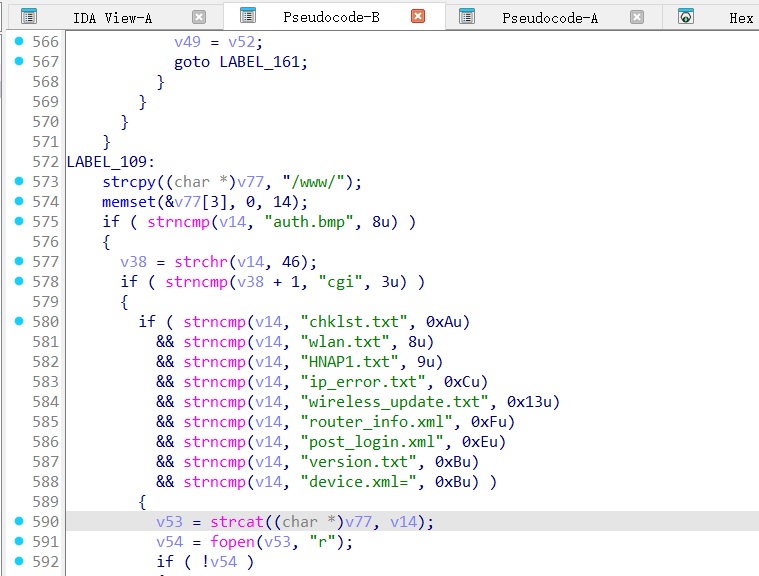 IDA View-A Pseudocode-B Pseudocode-A Hex
566 v49 = v52;
567 goto LABEL_161;
568 }
569 }
570 }
571 }
572 LABEL_109:
573 strcpy((char *)v77, "/www/");
574 memset(&v77[3], 0, 14);
575 if ( strncmp(v14, "auth.bmp", 8u) )
576 {
577 v38 = strchr(v14, 46);
578 if ( strncmp(v38 + 1, "cgi", 3u) )
579 {
580 if ( strncmp(v14, "chklst.txt", 0xAu)
581 && strncmp(v14, "wlan.txt", 8u)
582 && strncmp(v14, "HNAP1.txt", 9u)
583 && strncmp(v14, "ip_error.txt", 0xCu)
584 && strncmp(v14, "wireless_update.txt", 0x13u)
585 && strncmp(v14, "router_info.xml", 0xFu)
586 && strncmp(v14, "post_login.xml", 0xEu)
587 && strncmp(v14, "version.txt", 0xBu)
588 && strncmp(v14, "device.xml=", 0xBu) )
589 {
590 v53 = strcat((char *)v77, v14);
591 v54 = fopen(v53, "r");
592 if ( !v54 )